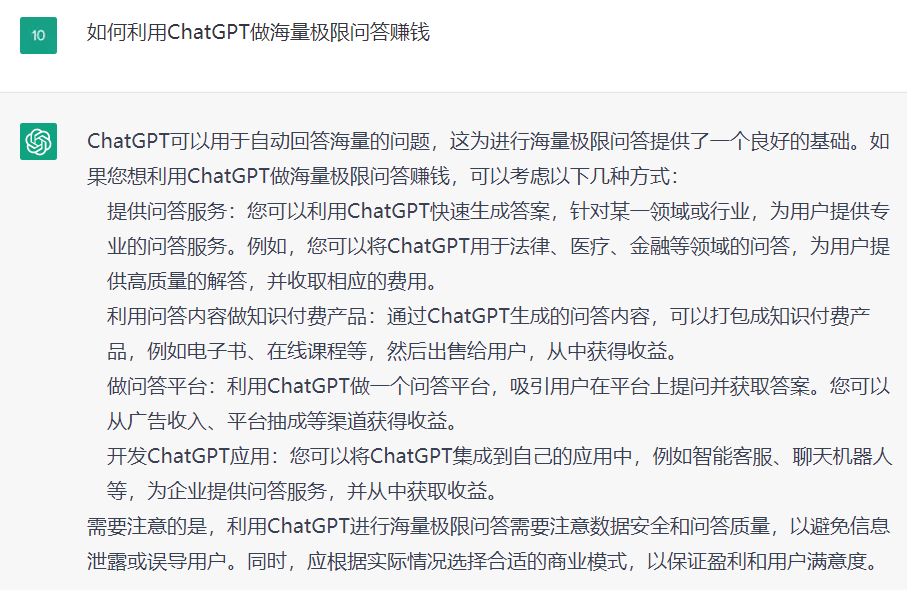 10
如何利用ChatGPT做海量极限问答赚钱
ChatGPT可以用于自动回答海量的问题，这为进行海量极限问答提供了一个良好的基础。如
果您想利用ChatGPT做海量极限问答赚钱，可以考虑以下几种方式：
提供问答服务：您可以利用ChatGPT快速生成答案，针对某一领域或行业，为用户提供专
业的问答服务。例如，您可以将ChatGPT用于法律、医疗、金融等领域的问答，为用户提
供高质量的解答，并收取相应的费用。
利用问答内容做知识付费产品：通过ChatGPT生成的问答内容，可以打包成知识付费产
品，例如电子书、在线课程等，然后出售给用户，从中获得收益。
做问答平台：利用ChatGPT做一个问答平台，吸引用户在平台上提问并获取答案。您可以
从广告收入、平台抽成等渠道获得收益。
开发ChatGPT应用：您可以将ChatGPT集成到自己的应用中，例如智能客服、聊天机器人
等，为企业提供问答服务，并从中获取收益。
需要注意的是，利用ChatGPT进行海量极限问答需要注意数据安全和问答质量，以避免信息
泄露或误导用户。同时，应根据实际情况选择合适的商业模式，以保证盈利和用户满意度。